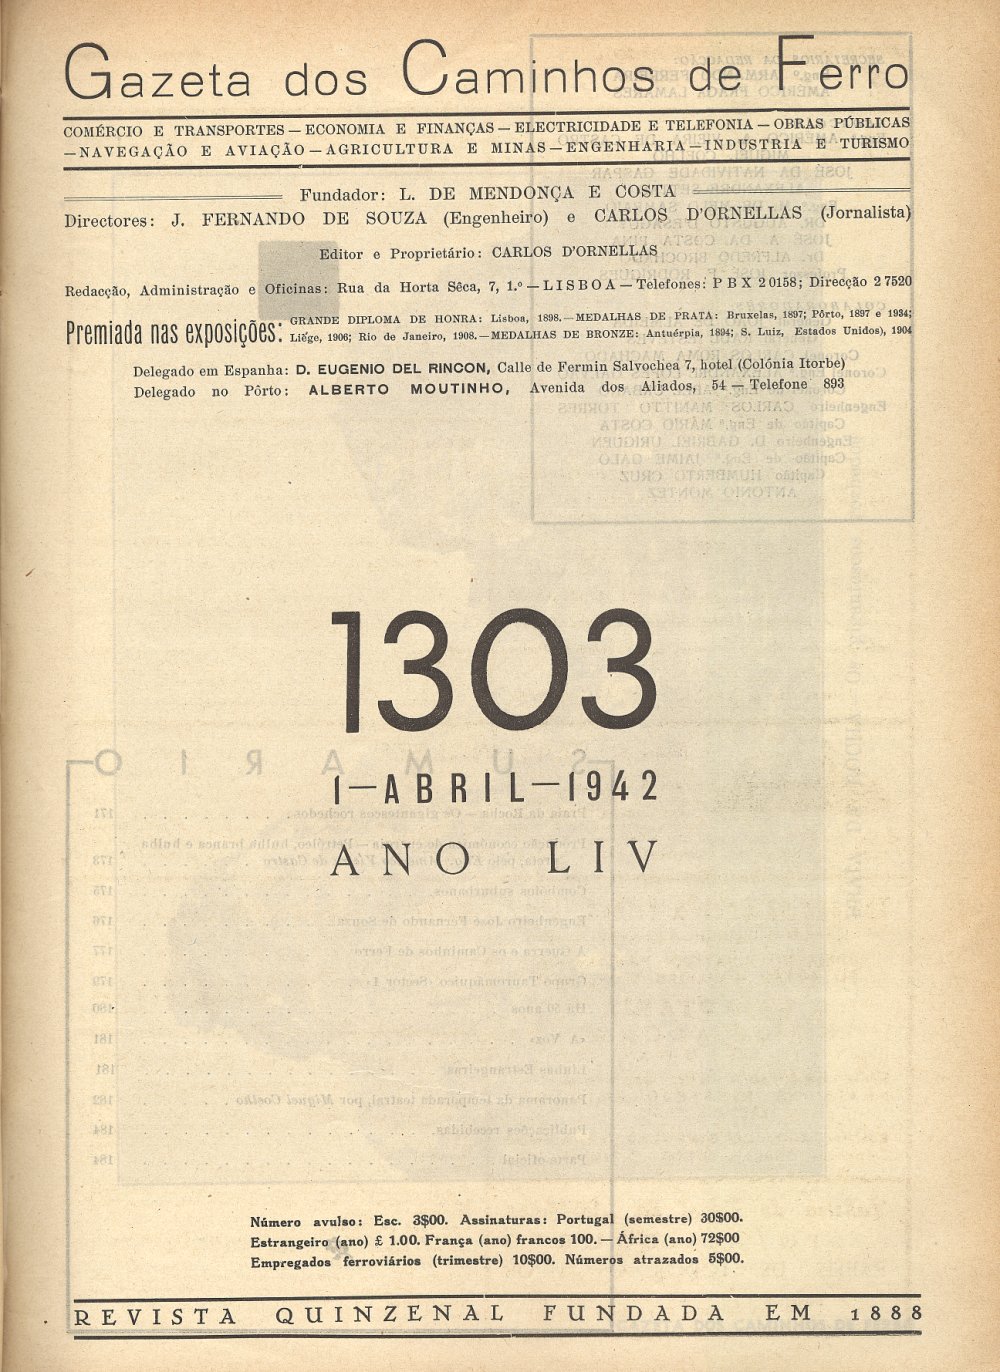 Gazeta dos Caminhos de Ferro
COMÉRCIO E TRANSPORTES — ECONOMIA E FINANÇAS — ELECTRICIDADE E TELEFONIA — OBRAS PÚBLICAS
— NAVEGAÇÃO E AVIAÇÃO — AGRICULTURA E MINAS — ENGENHARIA — INDUSTRIA E TURISMO
Fundador: L. DE MENDONÇA E COSTA
Directores: J. FERNANDO DE SOUZA (Engenheiro) e CARLOS D'ORNELLAS (Jornalista)
Editor e Proprietário: CARLOS D'ORNELLAS
Redacção, Administração e Oficinas: Rua da Horta Sêca, 7, 1.º — LISBOA — Telefones: PBX 20158; Direcção 27520
Premiada nas exposições: GRANDE DIPLOMA DE HONRA: Lisboa, 1898. — MEDALHAS DE PRATA: Bruxelas, 1897; Pôrto, 1897 e 1934;
Liége, 1906; Rio de Janeiro, 1908. — MEDALHAS DE BRONZE: Antuérpia, 1894; S. Luiz, Estados Unidos), 1904
Delegado em Espanha: D. EUGENIO DEL RINCON, Calle de Fermin Salvochea 7, hotel (Colónia Itorbe)
Delegado no Pôrto: ALBERTO MOUTINHO, Avenida dos Aliados, 54 — Telefone 893
1303
1—ABRIL—1942
ANO LIV
Número avulso: Esc. 3$00. Assinaturas: Portugal (semestre) 30$00.
Estrangeiro (ano) £ 1.00. França (ano) francos 100. — África (ano) 72$00
Empregados ferroviários (trimestre) 10$00. Números atrazados 5$00.
REVISTA QUINZENAL FUNDADA EM 1888